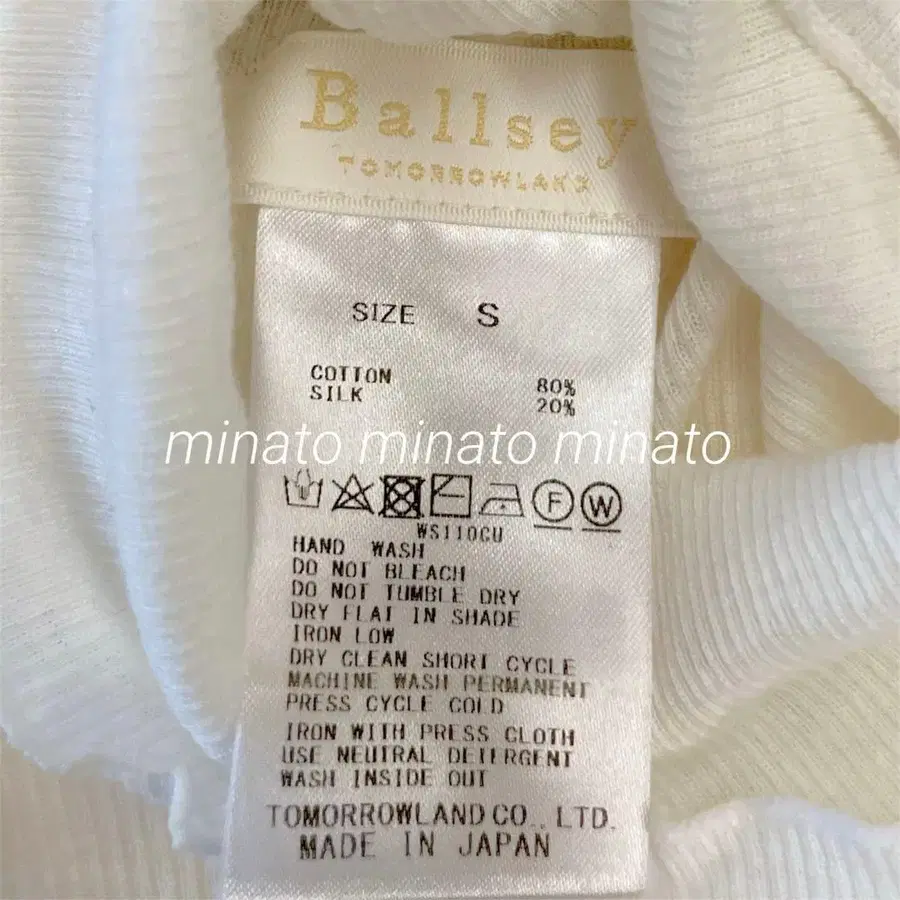 Ballsey
TOMORROWLAND
SIZE S
COTTON 80%
SILK 20%
minato minato minato
F W
WS110CU
HAND WASH
DO NOT BLEACH
DO NOT TUMBLE DRY
DRY FLAT IN SHADE
IRON LOW
DRY CLEAN SHORT CYCLE
MACHINE WASH PERMANENT
PRESS CYCLE COLD
IRON WITH PRESS CLOTH
USE NEUTRAL DETERGENT
WASH INSIDE OUT
TOMORROWLAND CO., LTD.
MADE IN JAPAN